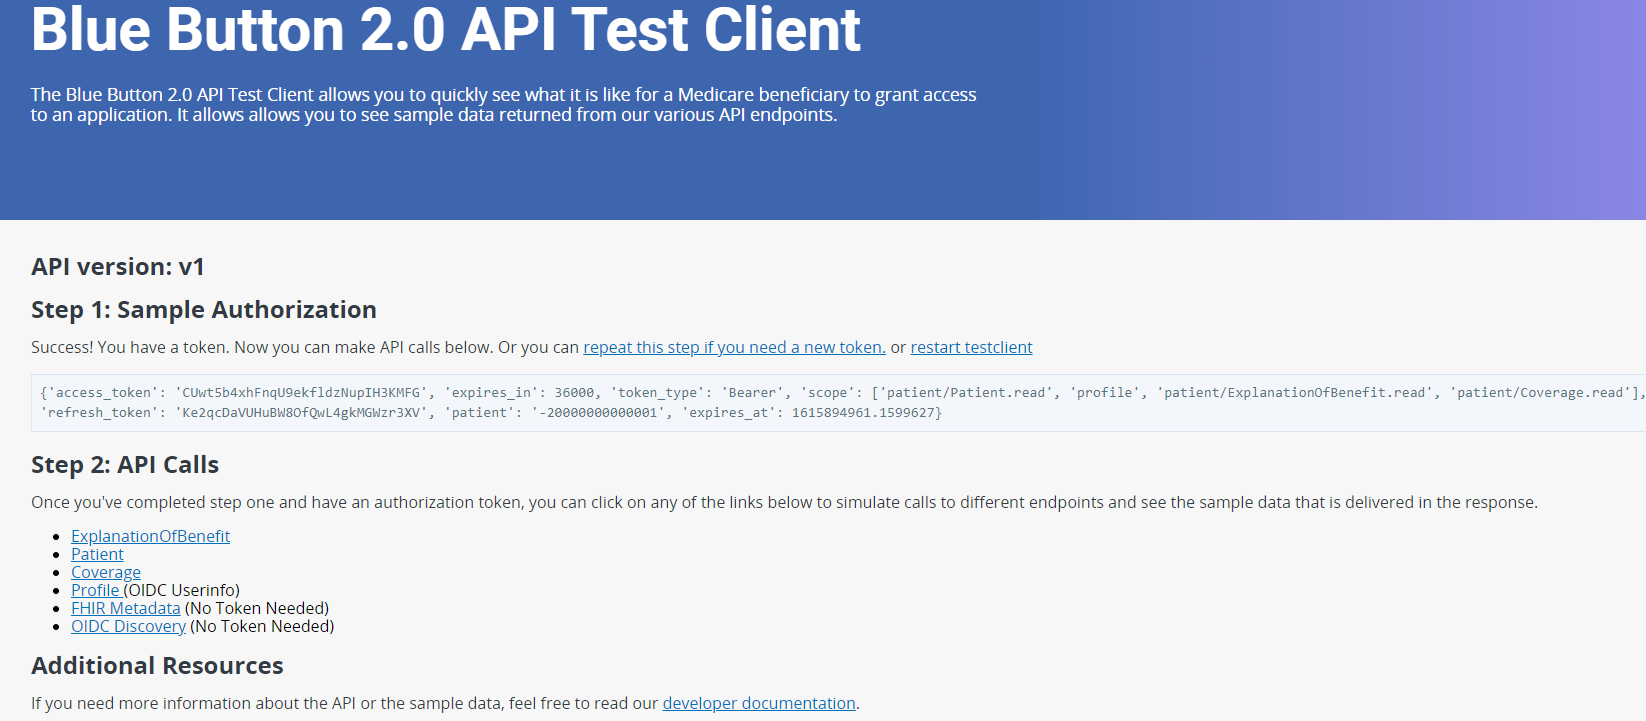 Blue Button 2.0 API Test Client
The Blue Button 2.0 API Test Client allows you to quickly see what it is like for a Medicare beneficiary to grant access
to an application. It allows allows you to see sample data returned from our various API endpoints.
API version: v1
Step 1: Sample Authorization
Success! You have a token. Now you can make API calls below. Or you can repeat this step if you need a new token. or restart testclient
{'access_token': 'CUwt5b4xhFnqU9ekfldzNupIH3KMFG', 'expires_in': 36000, 'token_type': 'Bearer', 'scope': ['patient/Patient.read', 'profile', 'patient/ExplanationOfBenefit.read', 'patient/Coverage.read'],
'refresh_token': 'Ke2qcDaVUHuBW8OfQwL4gkMGWzr3XV', 'patient': '-20000000000001', 'expires_at': 1615894961.1599627}
Step 2: API Calls
Once you've completed step one and have an authorization token, you can click on any of the links below to simulate calls to different endpoints and see the sample data that is delivered in the response.
ExplanationOfBenefit
Patient
Coverage
Profile (OIDC Userinfo)
FHIR Metadata (No Token Needed)
OIDC Discovery (No Token Needed)
Additional Resources
If you need more information about the API or the sample data, feel free to read our developer documentation.